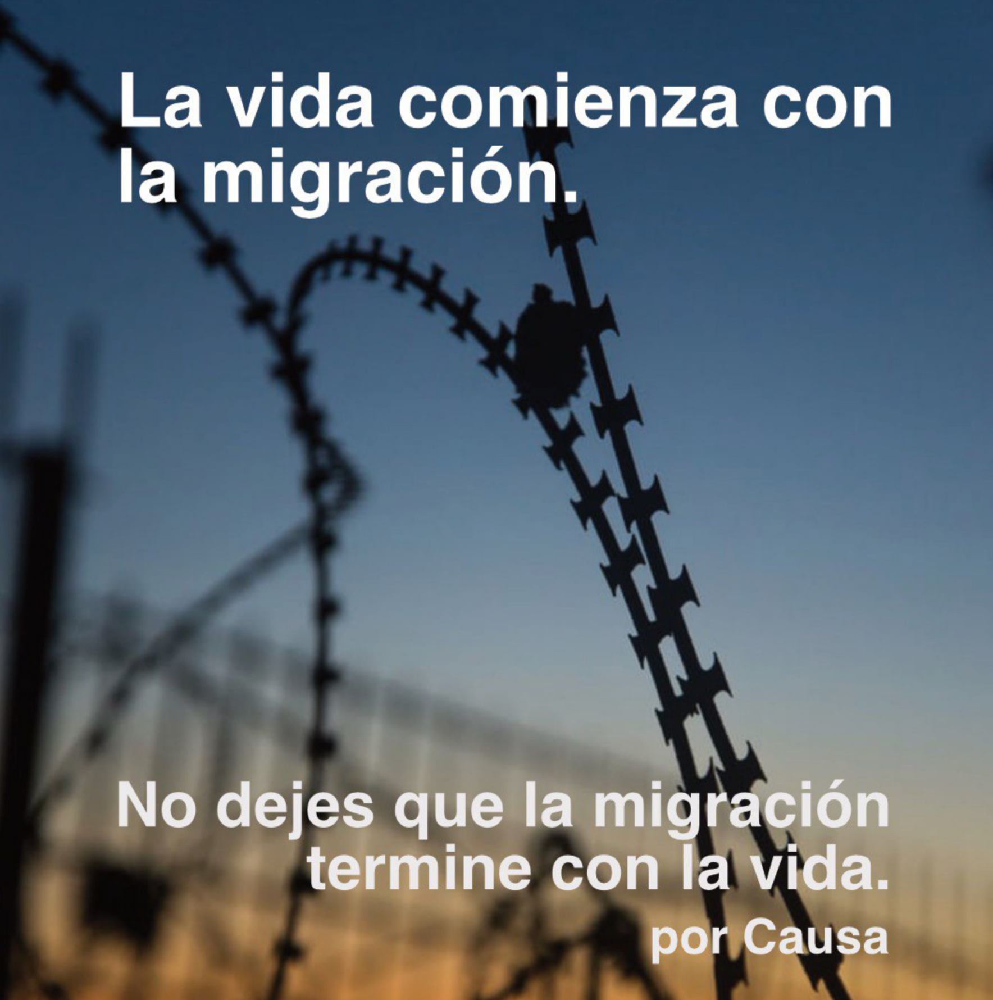 La vida comienza con
la migración.
No dejes que la migración
termine con la vida.
por Causa